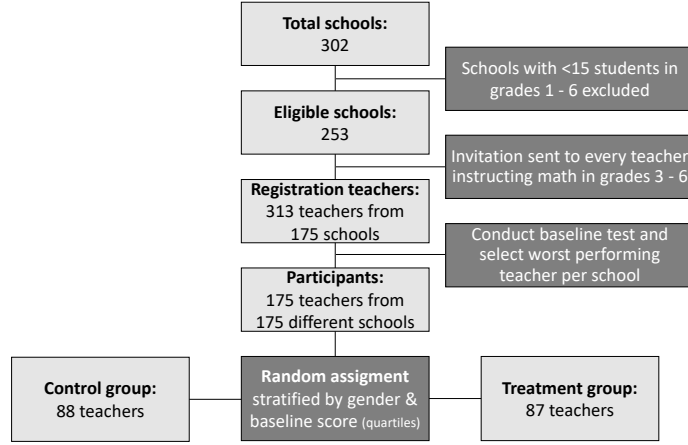 Total schools:
302
Schools with <15 students in
grades 1 - 6 excluded
Eligible schools:
253
Invitation sent to every teacher
instructing math in grades 3 - 6
Registration teachers:
313 teachers from
175 schools
Conduct baseline test and
select worst performing
teacher per school
Participants:
175 teachers from
175 different schools
Control group:
88 teachers
Random assigment
stratified by gender &
baseline score (quartiles)
Treatment group:
87 teachers